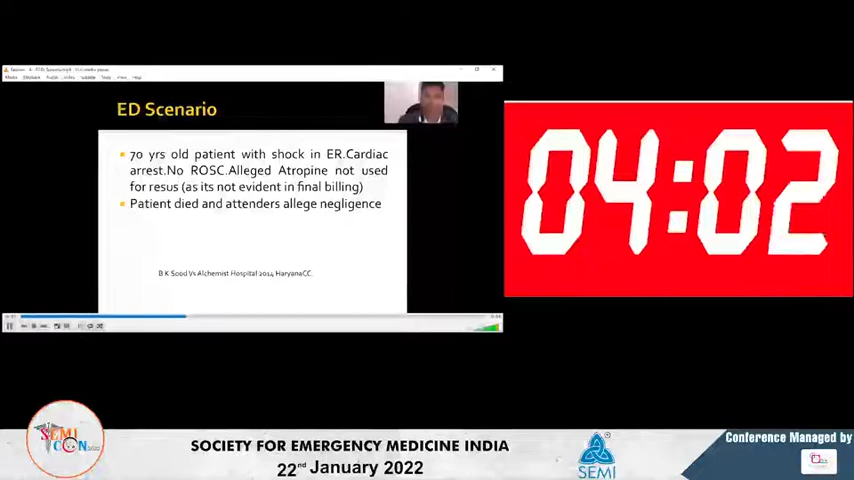 ED Scenario
70 yrs old patient with shock in ER.Cardiac
arrest.No ROSC.Alleged Atropine not used
for resus (as its not evident in final billing)
Patient died and attenders allege negligence
B K Sood Vs Alchemist Hospital 2014 HaryanaCC.
04:02
SEMI
CON2022
SOCIETY FOR EMERGENCY MEDICINE INDIA
22nd January 2022
SEMI
Conference Managed by